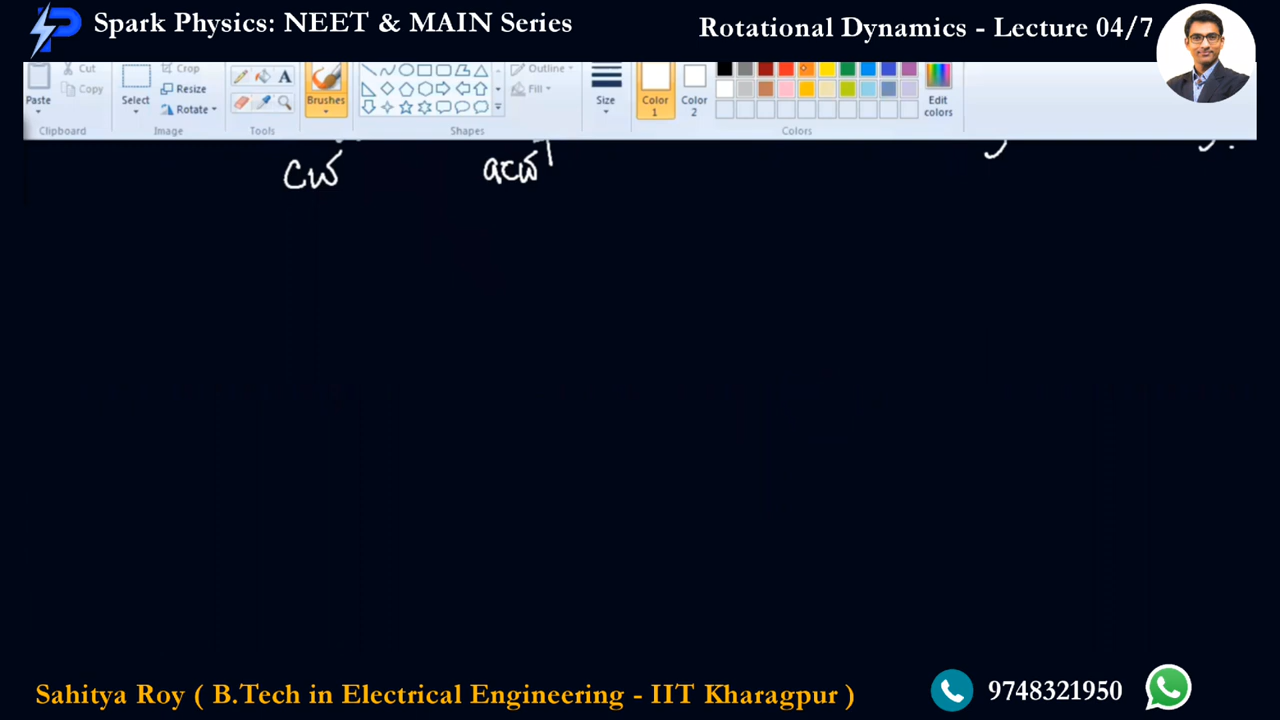 Spark Physics: NEET & MAIN Series
Rotational Dynamics - Lecture 04/7
Paste
Cut
Copy
Clipboard
Select
Crop
Resize
Rotate
Image
A
Tools
Brushes
Shapes
Outline
Fill
Size
Color 1
Color 2
Edit colors
Colors
cw
acw
Sahitya Roy ( B.Tech in Electrical Engineering - IIT Kharagpur )
9748321950